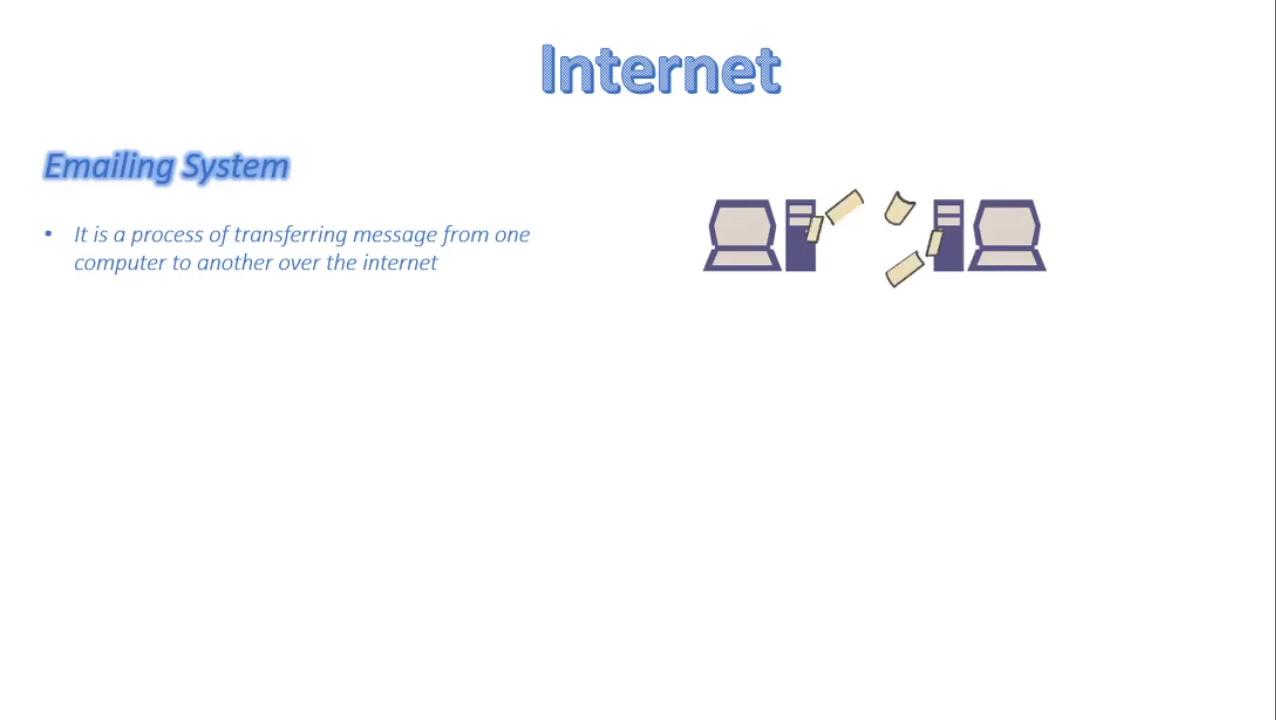 Internet
Emailing System
• It is a process of transferring message from one
computer to another over the internet